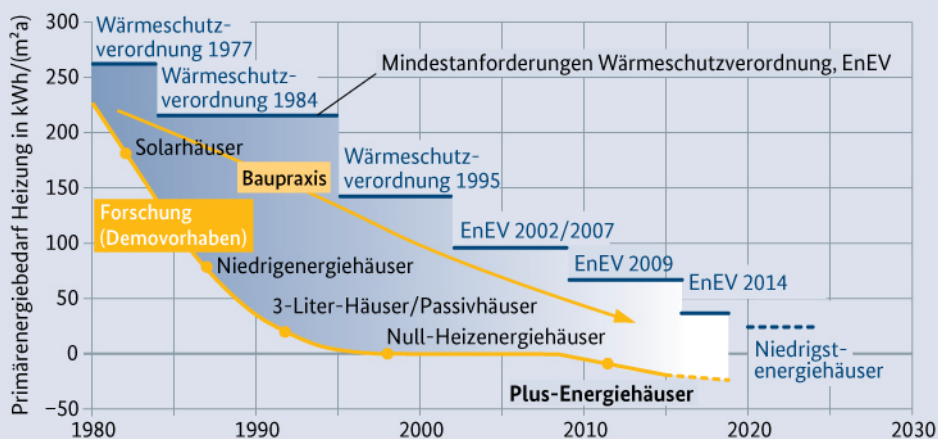 Primärenergiebedarf Heizung in kWh/(m²a)
300
250
200
150
100
50
0
−50
Wärmeschutz-
verordnung 1977
Wärmeschutz-
verordnung 1984
Mindestanforderungen Wärmeschutzverordnung, EnEV
Solarhäuser
Baupraxis
Wärmeschutz-
verordnung 1995
Forschung
(Demovorhaben)
EnEV 2002/2007
Niedrigenergiehäuser
EnEV 2009
EnEV 2014
3-Liter-Häuser/Passivhäuser
Null-Heizenergiehäuser
Niedrigst-
energiehäuser
Plus-Energiehäuser
1980
1990
2000
2010
2020
2030